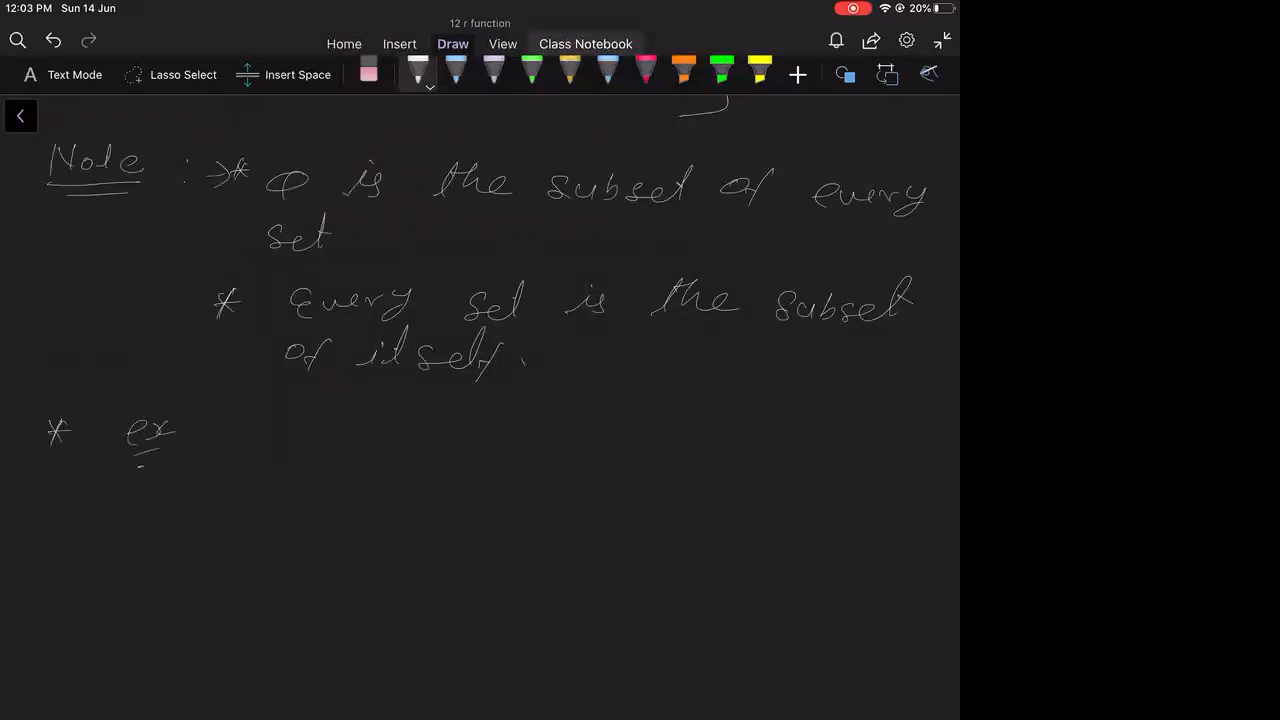 12:03 PM Sun 14 Jun
20%
12 r function
Home Insert Draw View Class Notebook
A Text Mode Lasso Select Insert Space
Note :→* Φ is the subset of every
set
* Every set is the subset
of itself.
* ex